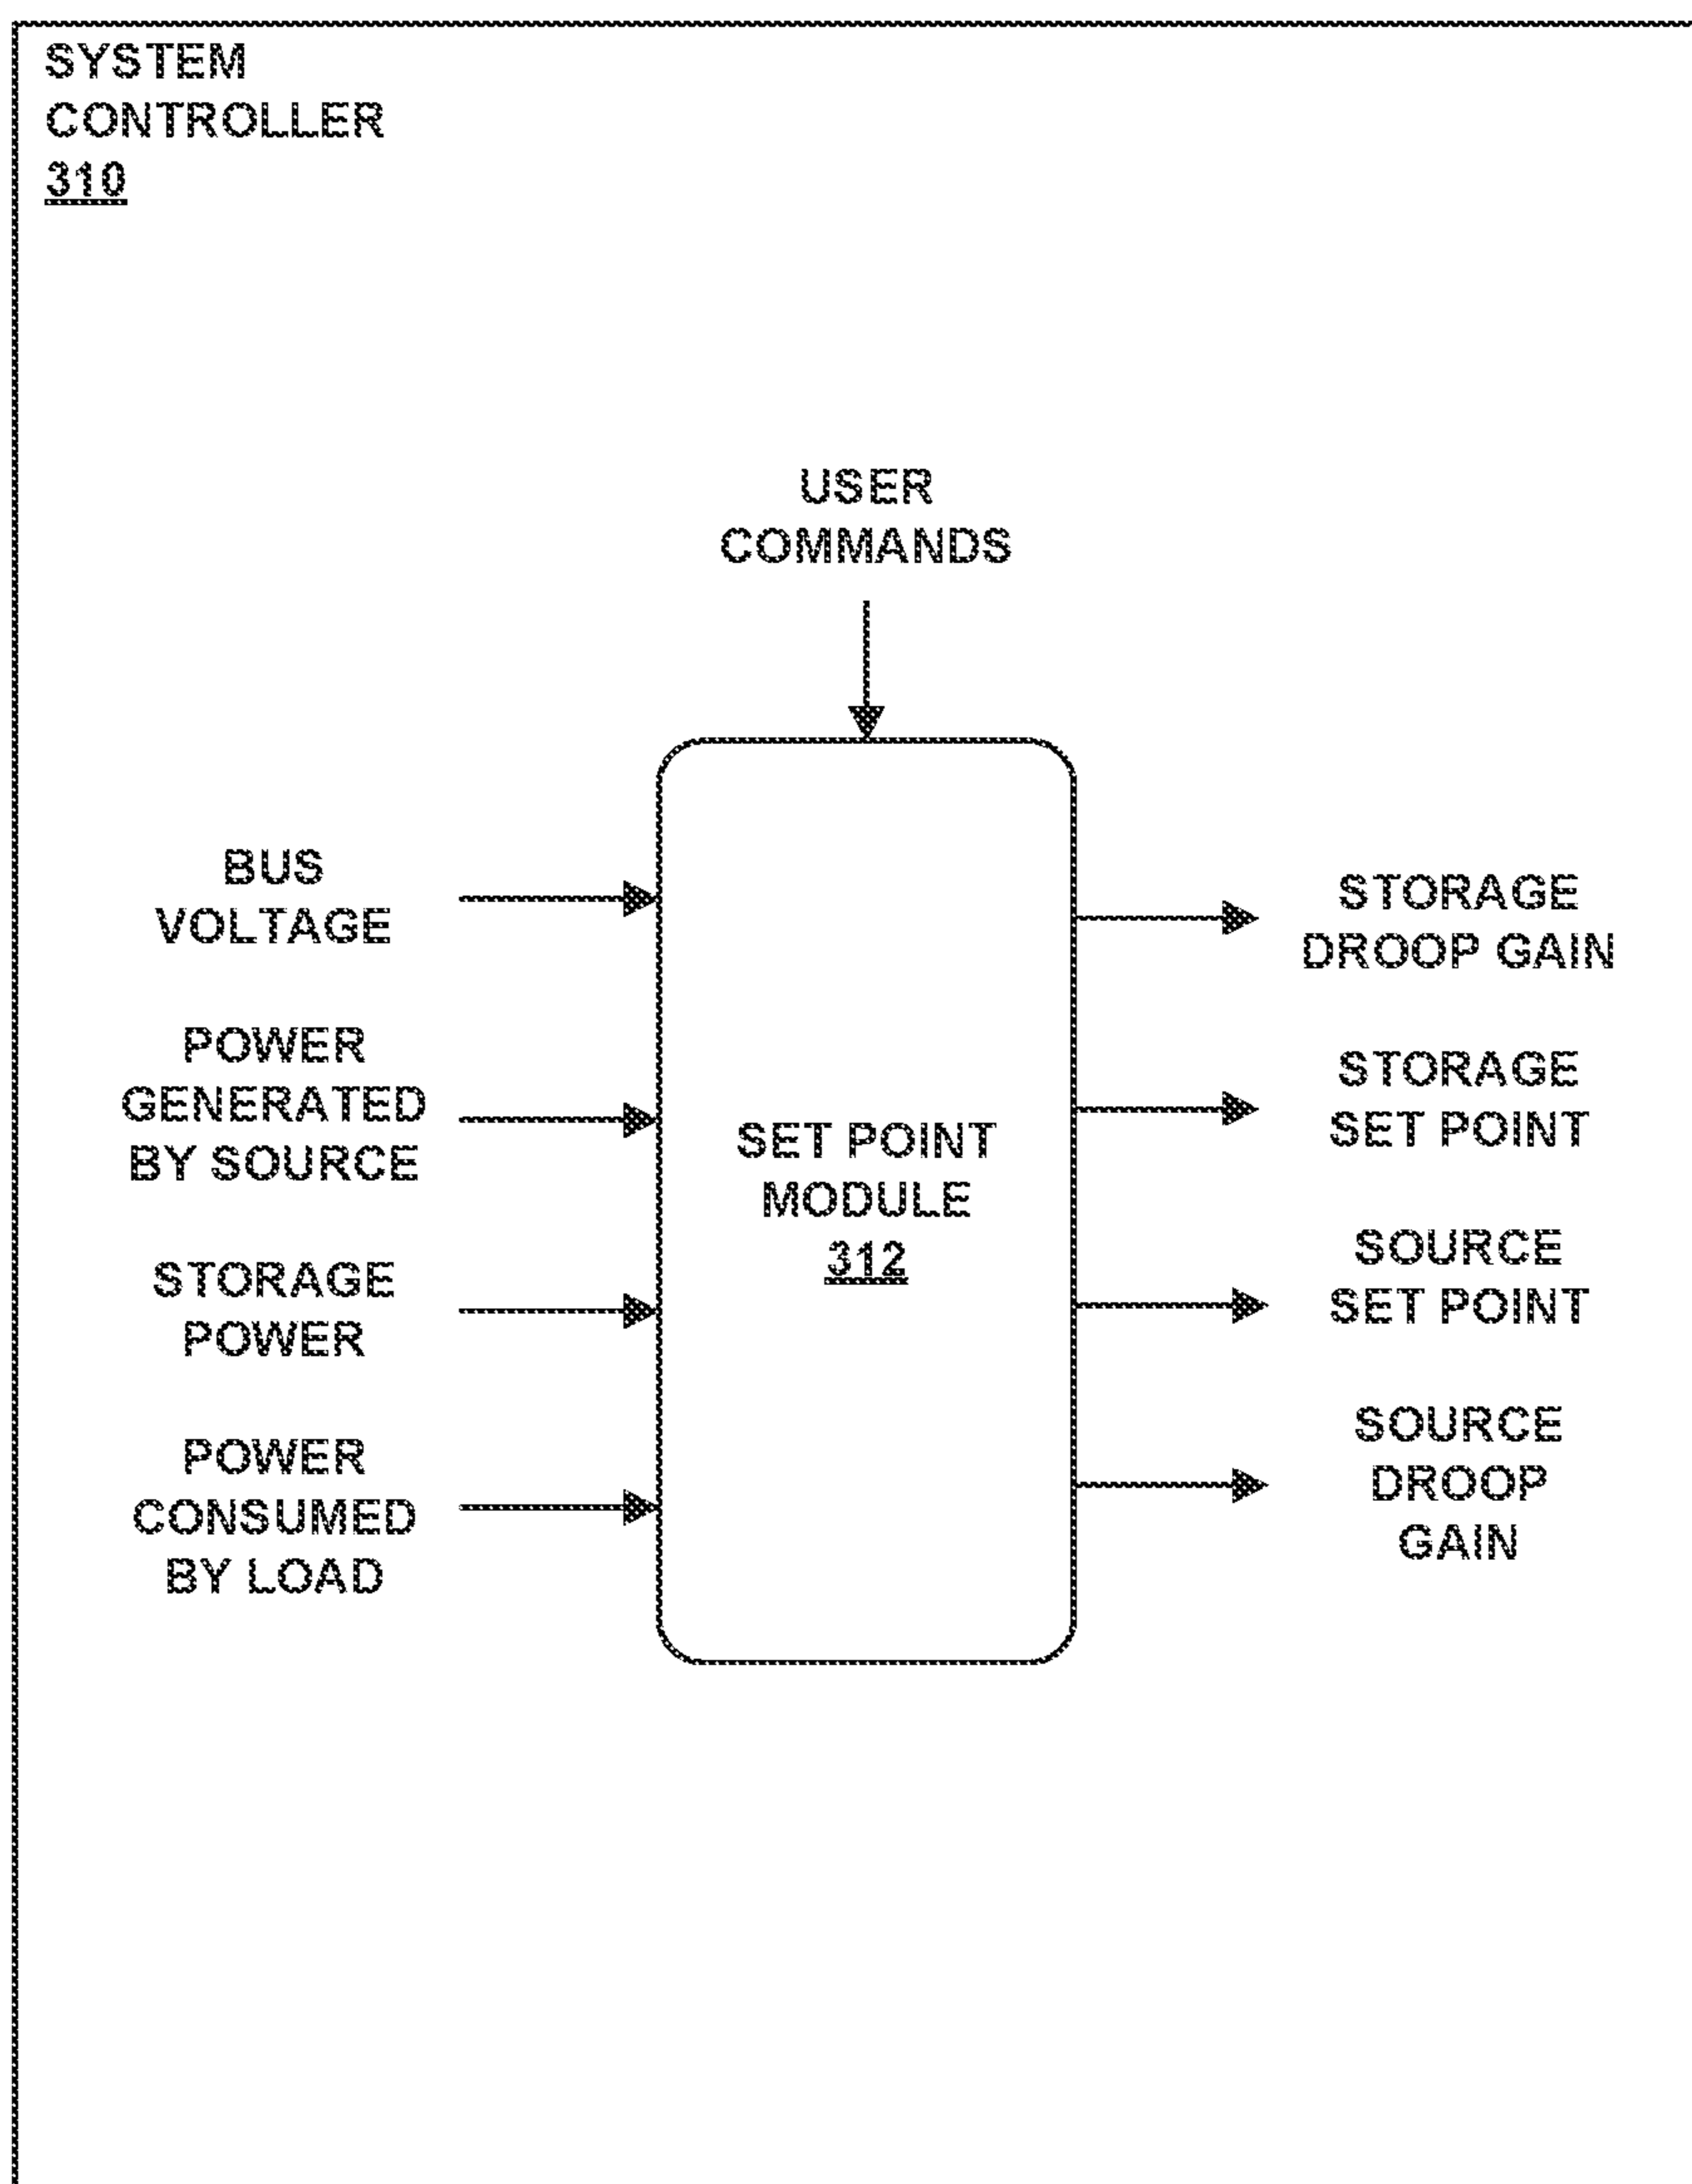 SYSTEM
CONTROLLER
310
USER
COMMANDS
BUS
VOLTAGE
POWER
GENERATED
BY SOURCE
STORAGE
POWER
POWER
CONSUMED
BY LOAD
SET POINT
MODULE
312
STORAGE
DROOP GAIN
STORAGE
SET POINT
SOURCE
SET POINT
SOURCE
DROOP
GAIN